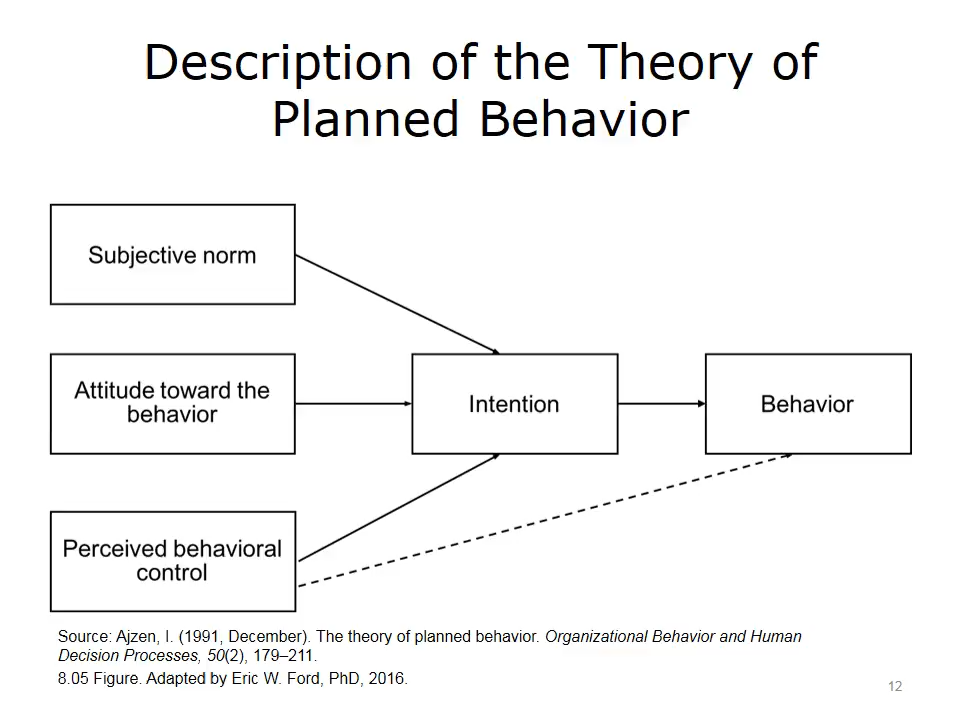 Description of the Theory of
Planned Behavior
Subjective norm
Attitude toward the
behavior
Intention
Behavior
Perceived behavioral
control
Source: Ajzen, I. (1991, December). The theory of planned behavior. Organizational Behavior and Human
Decision Processes, 50(2), 179–211.
8.05 Figure. Adapted by Eric W. Ford, PhD, 2016.
12